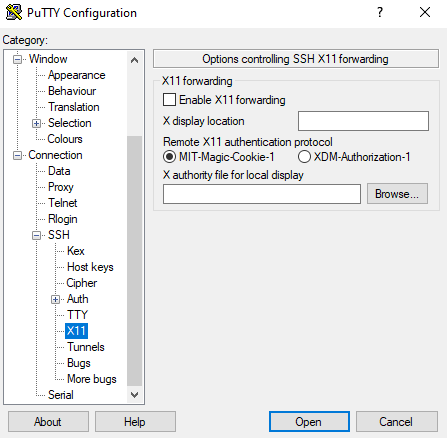 PuTTY Configuration
?
Category:
Window
Appearance
Behaviour
Translation
Selection
Colours
Connection
Data
Proxy
Telnet
Rlogin
SSH
Kex
Host keys
Cipher
Auth
TTY
X11
Tunnels
Bugs
More bugs
Serial
Options controlling SSH X11 forwarding
X11 forwarding
Enable X11 forwarding
X display location
Remote X11 authentication protocol
MIT-Magic-Cookie-1 XDM-Authorization-1
X authority file for local display
Browse...
About Help Open Cancel